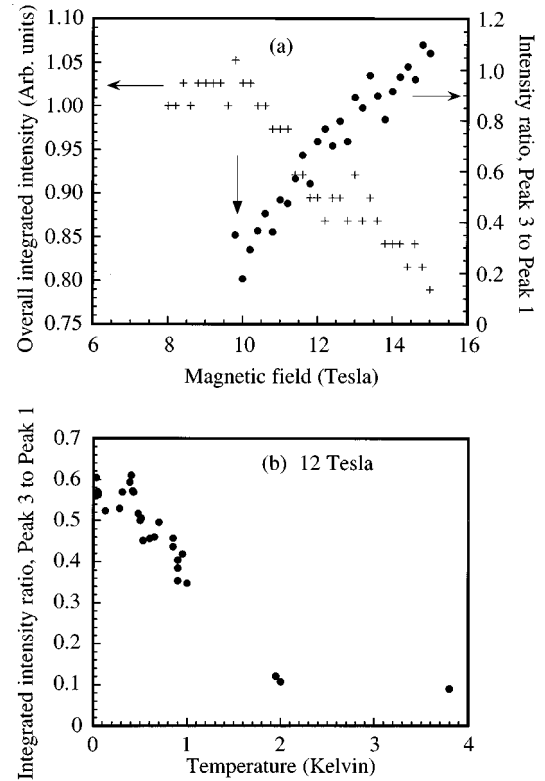 (a)
Overall integrated intensity (Arb. units)
1.10
1.05
1.00
0.95
0.90
0.85
0.80
0.75
1.2
1.0
0.8
0.6
0.4
0.2
0
Intensity ratio, Peak 3 to Peak 1
6 8 10 12 14 16
Magnetic field (Tesla)
(b) 12 Tesla
Integrated intensity ratio, Peak 3 to Peak 1
0.7
0.6
0.5
0.4
0.3
0.2
0.1
0
0 1 2 3 4
Temperature (Kelvin)